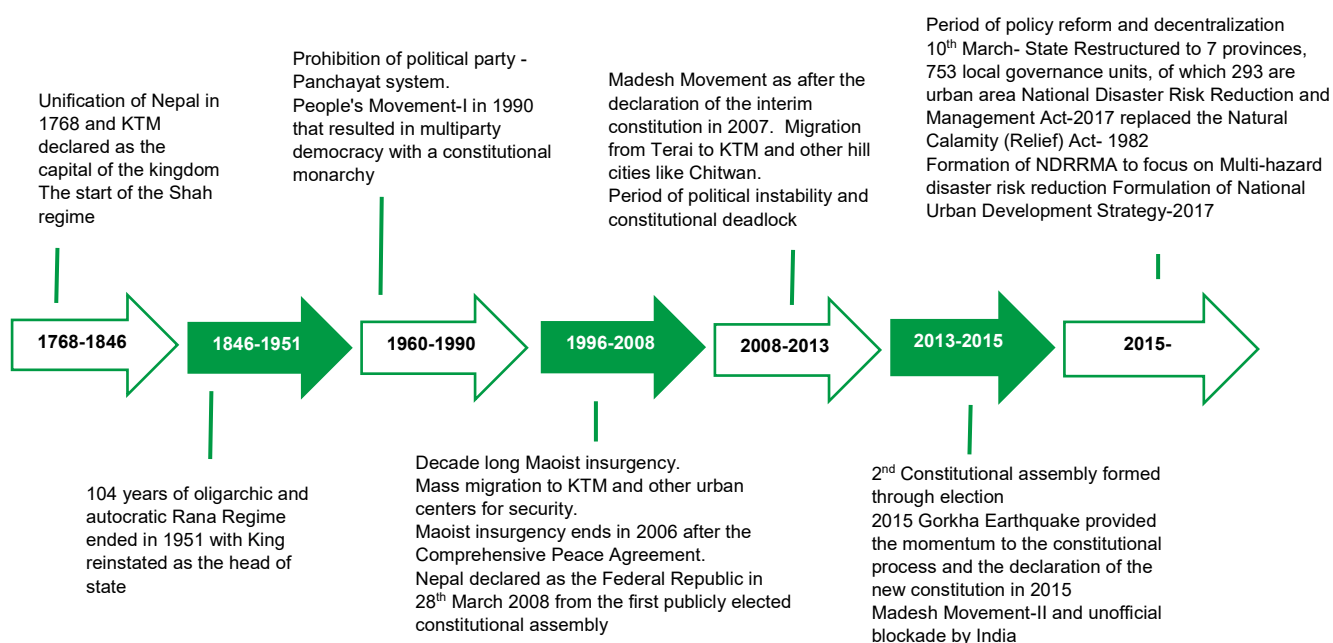 Unification of Nepal in
1768 and KTM
declared as the
capital of the kingdom
The start of the Shah
regime
Prohibition of political party -
Panchayat system.
People's Movement-I in 1990
that resulted in multiparty
democracy with a constitutional
monarchy
Madesh Movement as after the
declaration of the interim
constitution in 2007.  Migration
from Terai to KTM and other hill
cities like Chitwan.
Period of political instability and
constitutional deadlock
Period of policy reform and decentralization
10th March- State Restructured to 7 provinces,
753 local governance units, of which 293 are
urban area National Disaster Risk Reduction and
Management Act-2017 replaced the Natural
Calamity (Relief) Act- 1982
Formation of NDRRMA to focus on Multi-hazard
disaster risk reduction Formulation of National
Urban Development Strategy-2017
1768-1846
1846-1951
1960-1990
1996-2008
2008-2013
2013-2015
2015-
104 years of oligarchic and
autocratic Rana Regime
ended in 1951 with King
reinstated as the head of
state
Decade long Maoist insurgency.
Mass migration to KTM and other urban
centers for security.
Maoist insurgency ends in 2006 after the
Comprehensive Peace Agreement.
Nepal declared as the Federal Republic in
28th March 2008 from the first publicly elected
constitutional assembly
2nd Constitutional assembly formed
through election
2015 Gorkha Earthquake provided
the momentum to the constitutional
process and the declaration of the
new constitution in 2015
Madesh Movement-II and unofficial
blockade by India